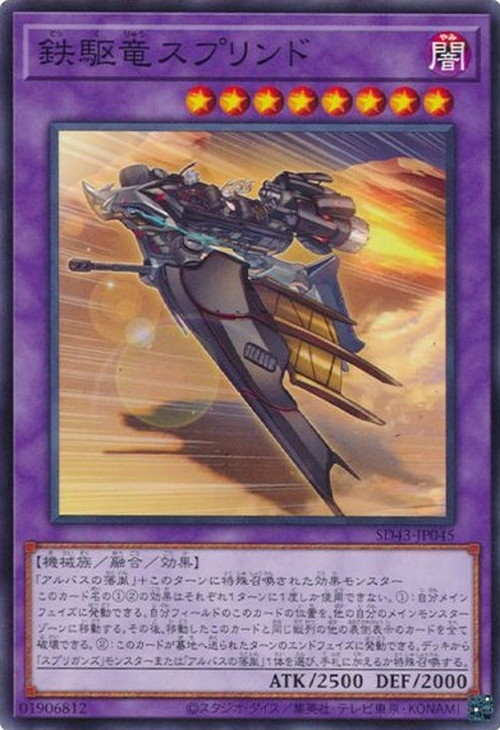 鉄駆竜スプリンド
闇
SD43-JP045
【機械族／融合／効果】
「アルバスの落胤」＋このターンに特殊召喚された効果モンスター
このカード名の①②の効果はそれぞれ1ターンに1度しか使用できない。①：自分メイ
ンフェイズに発動できる。自分フィールドのこのカードの位置を、他の自分のメインモンスター
ゾーンに移動する。その後、移動したこのカードと同じ縦列の他の表側表示のカードを全て
破壊できる。②：このカードが墓地へ送られたターンのエンドフェイズに発動できる。デッキから
「スプリガンズ」モンスターまたは「アルバスの落胤」1体を選び、手札に加えるか特殊召喚する。
ATK/2500 DEF/2000
01906812
©スタジオ・ダイス／集英社・テレビ東京・KONAMI